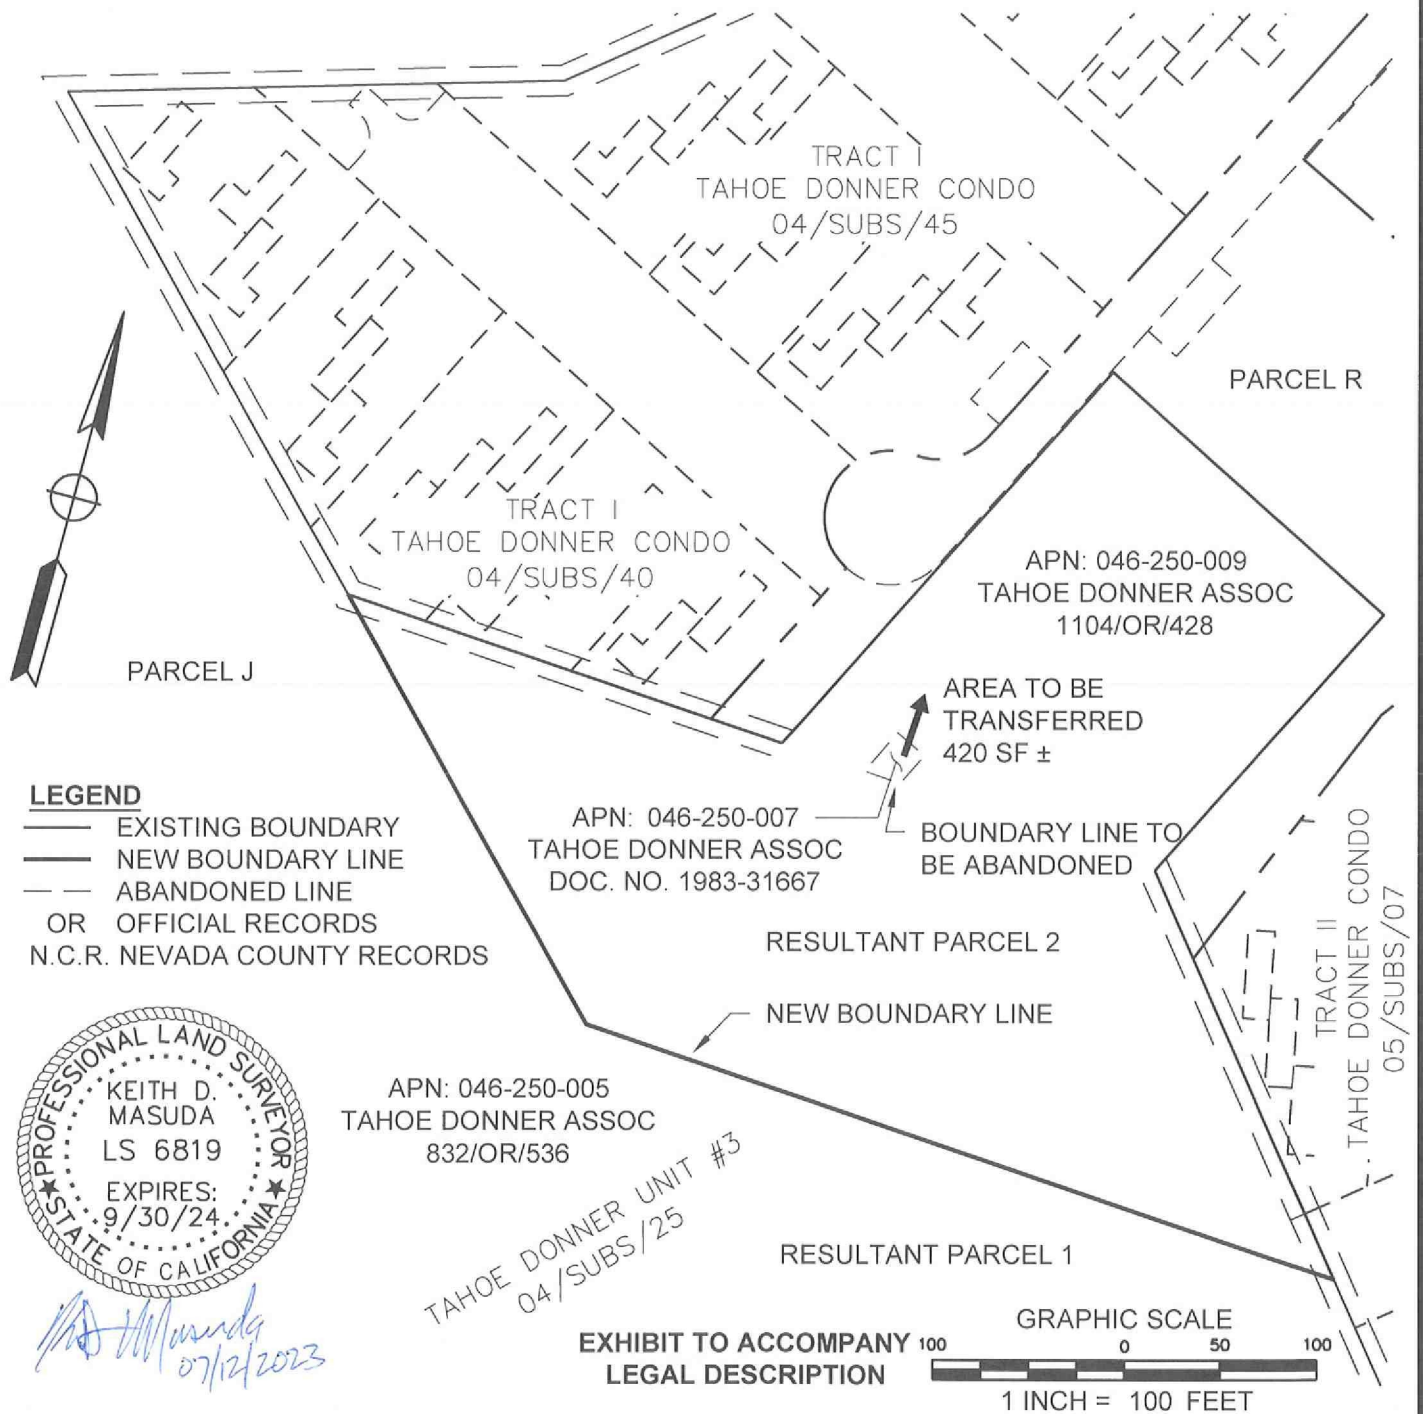 TRACT I
TAHOE DONNER CONDO
04/SUBS/45
PARCEL R
TRACT I
TAHOE DONNER CONDO
04/SUBS/40
APN: 046-250-009
TAHOE DONNER ASSOC
1104/OR/428
PARCEL J
AREA TO BE
TRANSFERRED
420 SF ±
LEGEND
EXISTING BOUNDARY
NEW BOUNDARY LINE
ABANDONED LINE
OR OFFICIAL RECORDS
N.C.R. NEVADA COUNTY RECORDS
APN: 046-250-007
TAHOE DONNER ASSOC
DOC. NO. 1983-31667
BOUNDARY LINE TO
BE ABANDONED
RESULTANT PARCEL 2
NEW BOUNDARY LINE
TRACT II
TAHOE DONNER CONDO
05/SUBS/07
PROFESSIONAL LAND SURVEYOR
KEITH D.
MASUDA
LS 6819
EXPIRES:
9/30/24
STATE OF CALIFORNIA
Masuda
07/12/2023
APN: 046-250-005
TAHOE DONNER ASSOC
832/OR/536
TAHOE DONNER UNIT #3
04/SUBS/25
RESULTANT PARCEL 1
EXHIBIT TO ACCOMPANY
LEGAL DESCRIPTION
GRAPHIC SCALE
100 0 50 100
1 INCH = 100 FEET